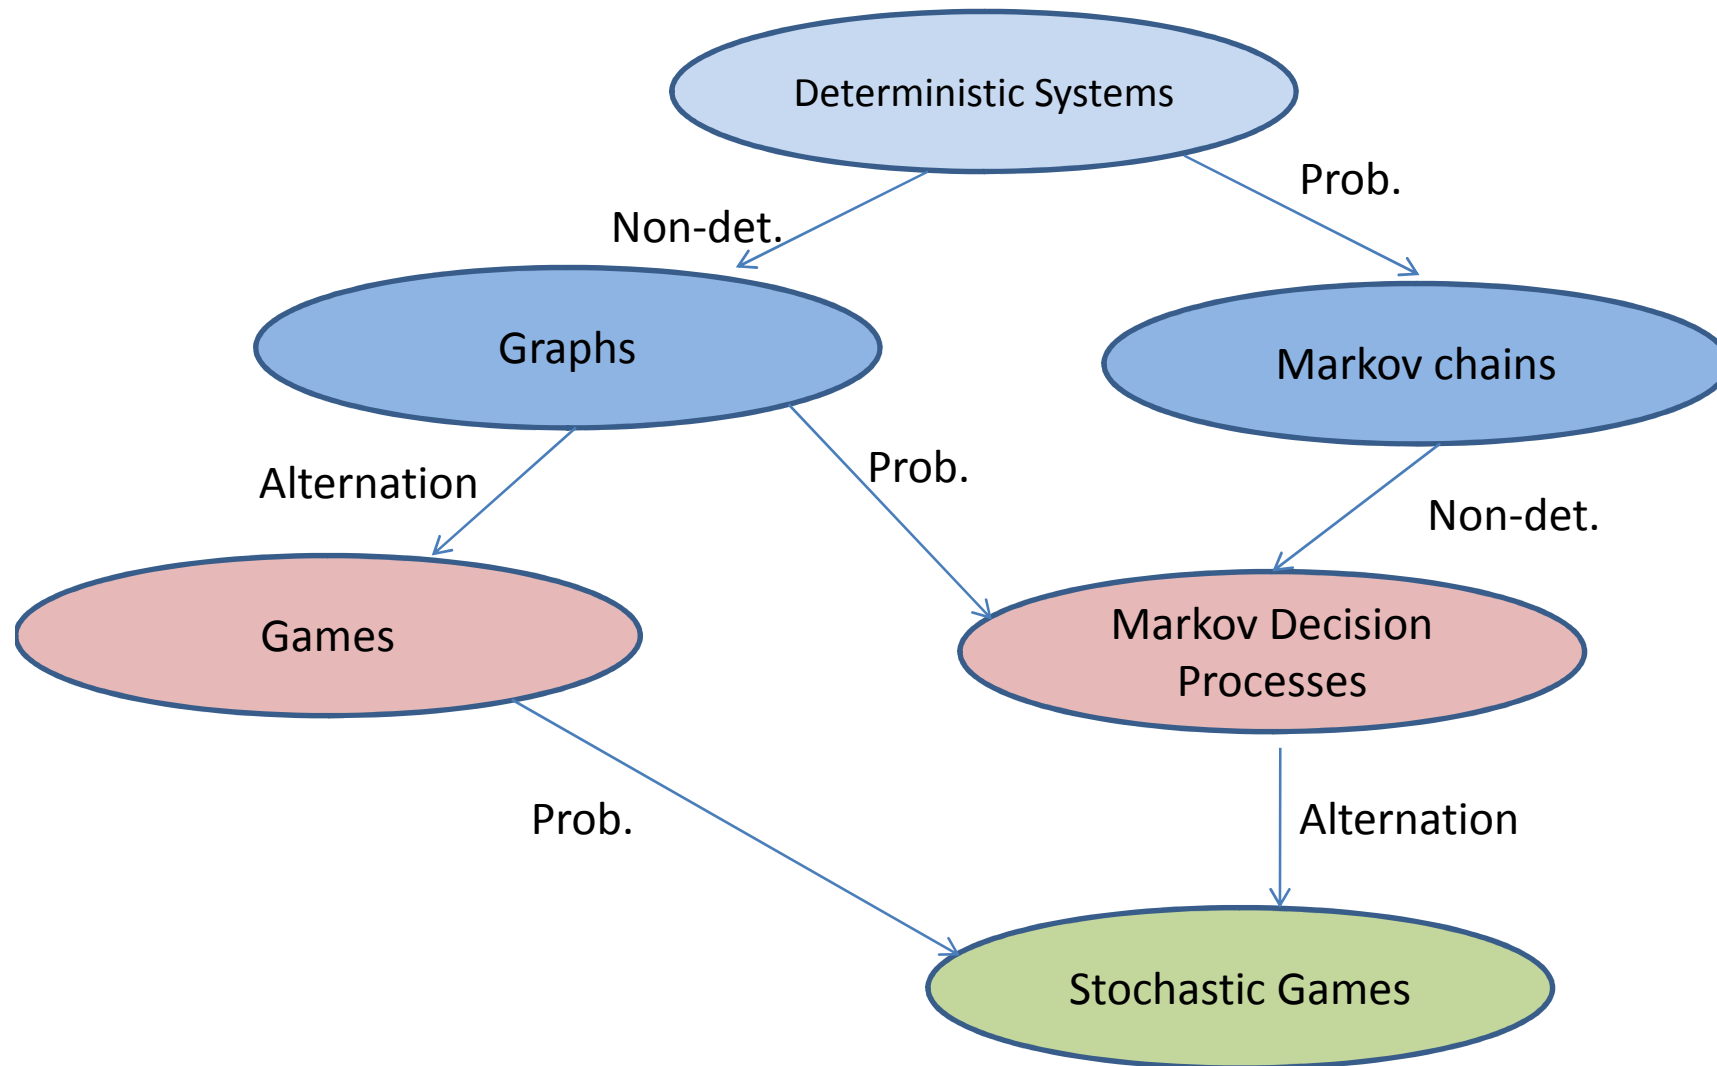 Deterministic Systems
Prob.
Non-det.
Graphs
Markov chains
Prob.
Alternation
Non-det.
Games
Markov Decision
Processes
Prob.
Alternation
Stochastic Games